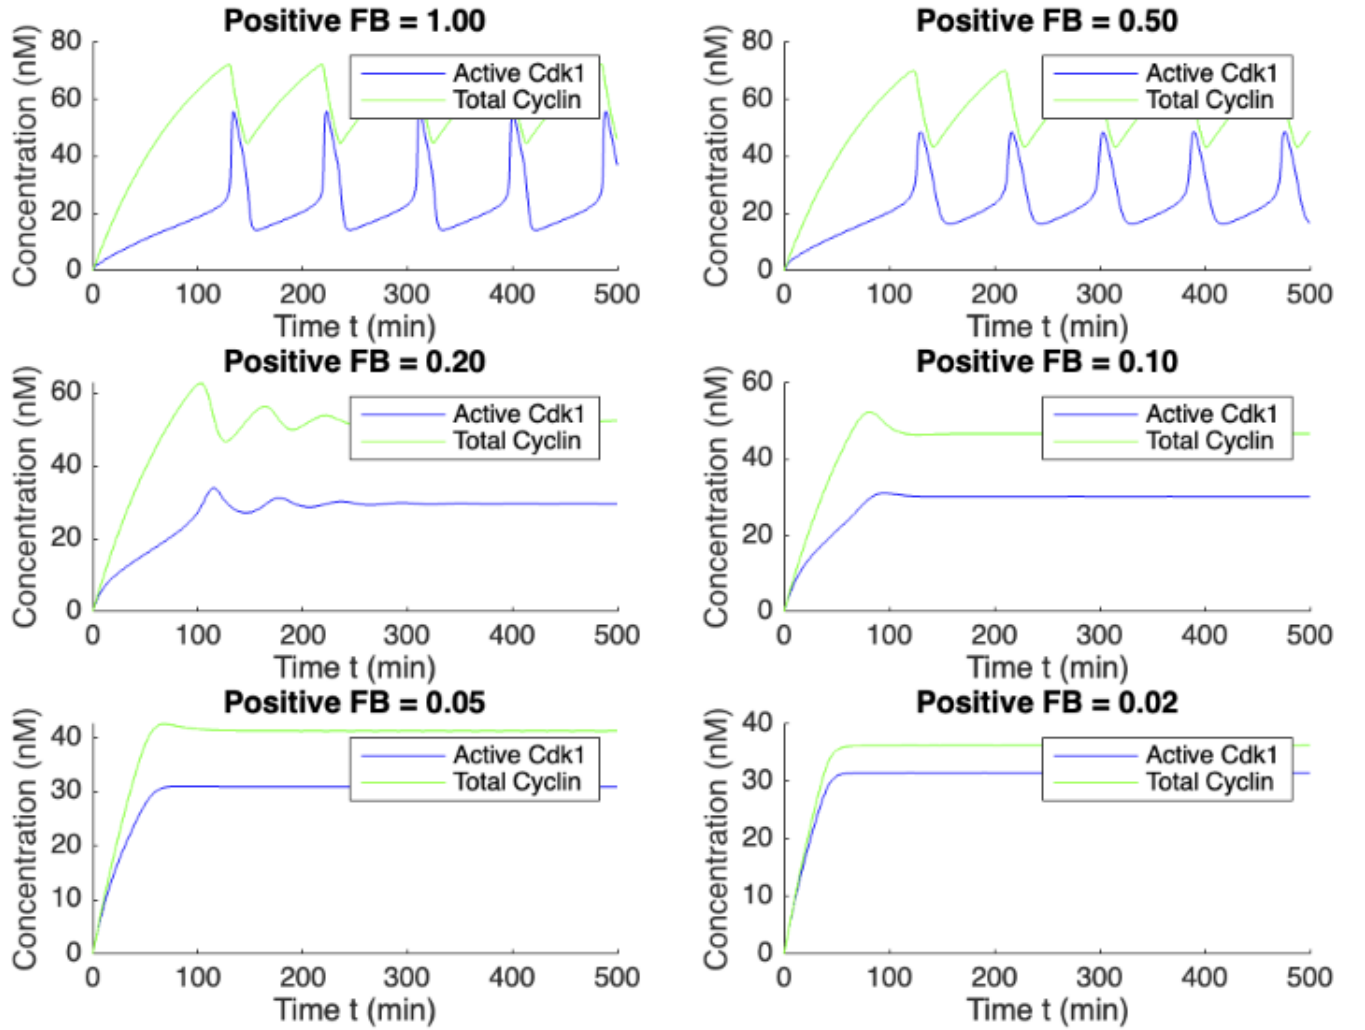 Positive FB = 1.00
Concentration (nM)
80
60
40
20
0
Active Cdk1
Total Cyclin
0 100 200 300 400 500
Time t (min)
Positive FB = 0.50
Concentration (nM)
80
60
40
20
0
Active Cdk1
Total Cyclin
0 100 200 300 400 500
Time t (min)
Positive FB = 0.20
Concentration (nM)
60
40
20
0
Active Cdk1
Total Cyclin
0 100 200 300 400 500
Time t (min)
Positive FB = 0.10
Concentration (nM)
60
40
20
0
Active Cdk1
Total Cyclin
0 100 200 300 400 500
Time t (min)
Positive FB = 0.05
Concentration (nM)
40
30
20
10
0
Active Cdk1
Total Cyclin
0 100 200 300 400 500
Time t (min)
Positive FB = 0.02
Concentration (nM)
40
30
20
10
0
Active Cdk1
Total Cyclin
0 100 200 300 400 500
Time t (min)